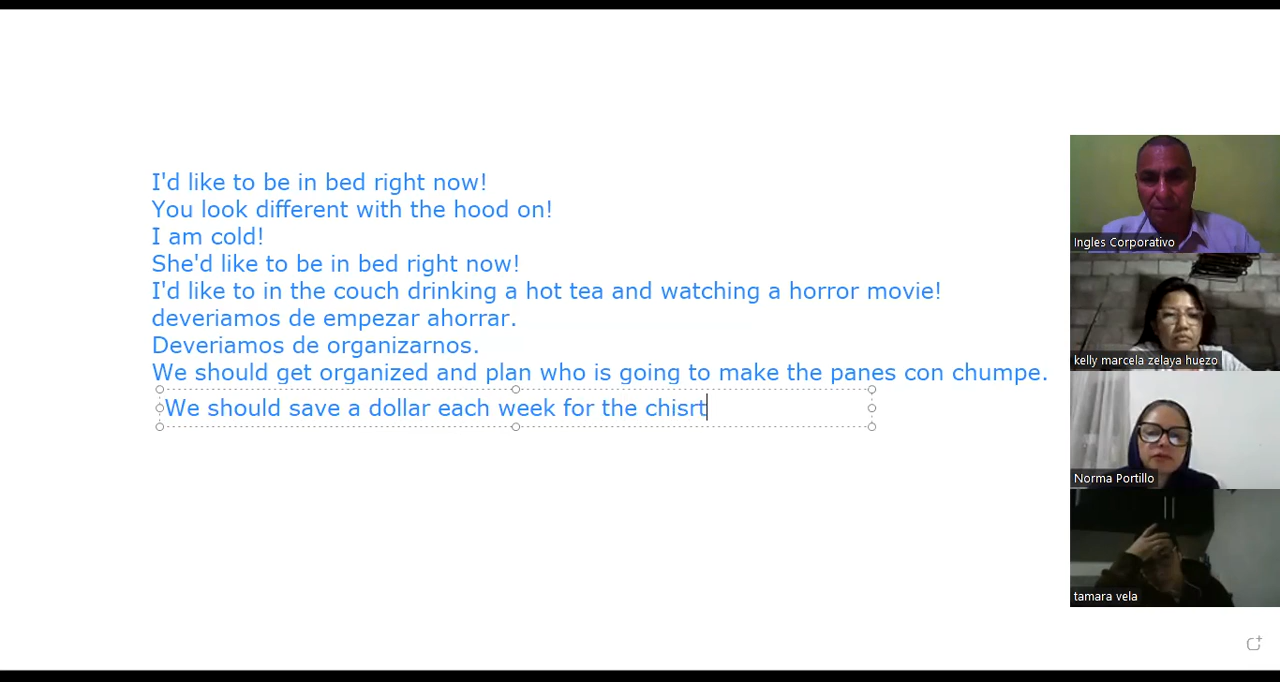 I'd like to be in bed right now!
You look different with the hood on!
I am cold!
She'd like to be in bed right now!
I'd like to in the couch drinking a hot tea and watching a horror movie!
deveriamos de empezar ahorrar.
Deveriamos de organizarnos.
We should get organized and plan who is going to make the panes con chumpe.
We should save a dollar each week for the chisrt
Ingles Corporativo
kelly marcela zelaya huezo
Norma Portillo
tamara vela